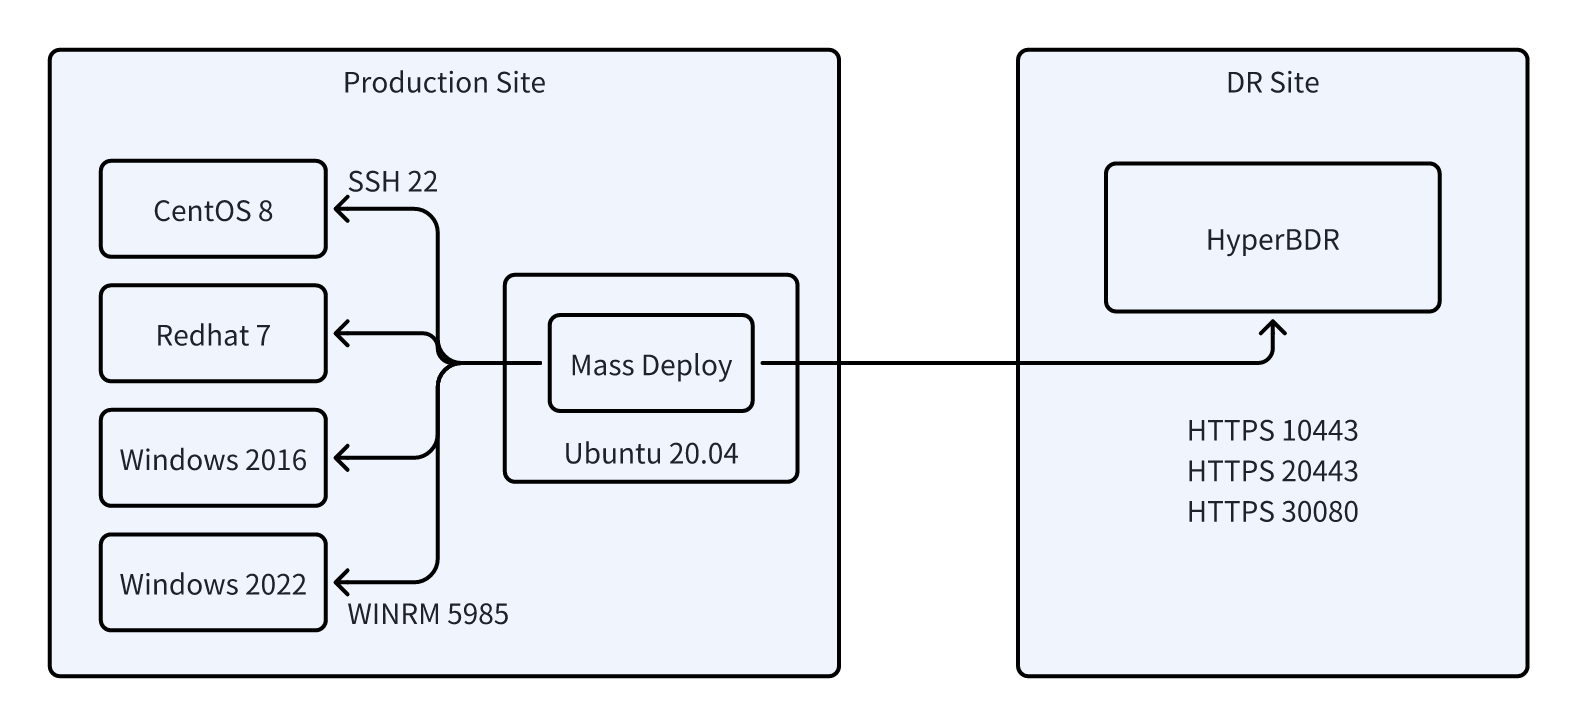 Production Site
DR Site
SSH 22
CentOS 8
HyperBDR
Redhat 7
Mass Deploy
Ubuntu 20.04
HTTPS 10443
HTTPS 20443
HTTPS 30080
Windows 2016
Windows 2022
WINRM 5985